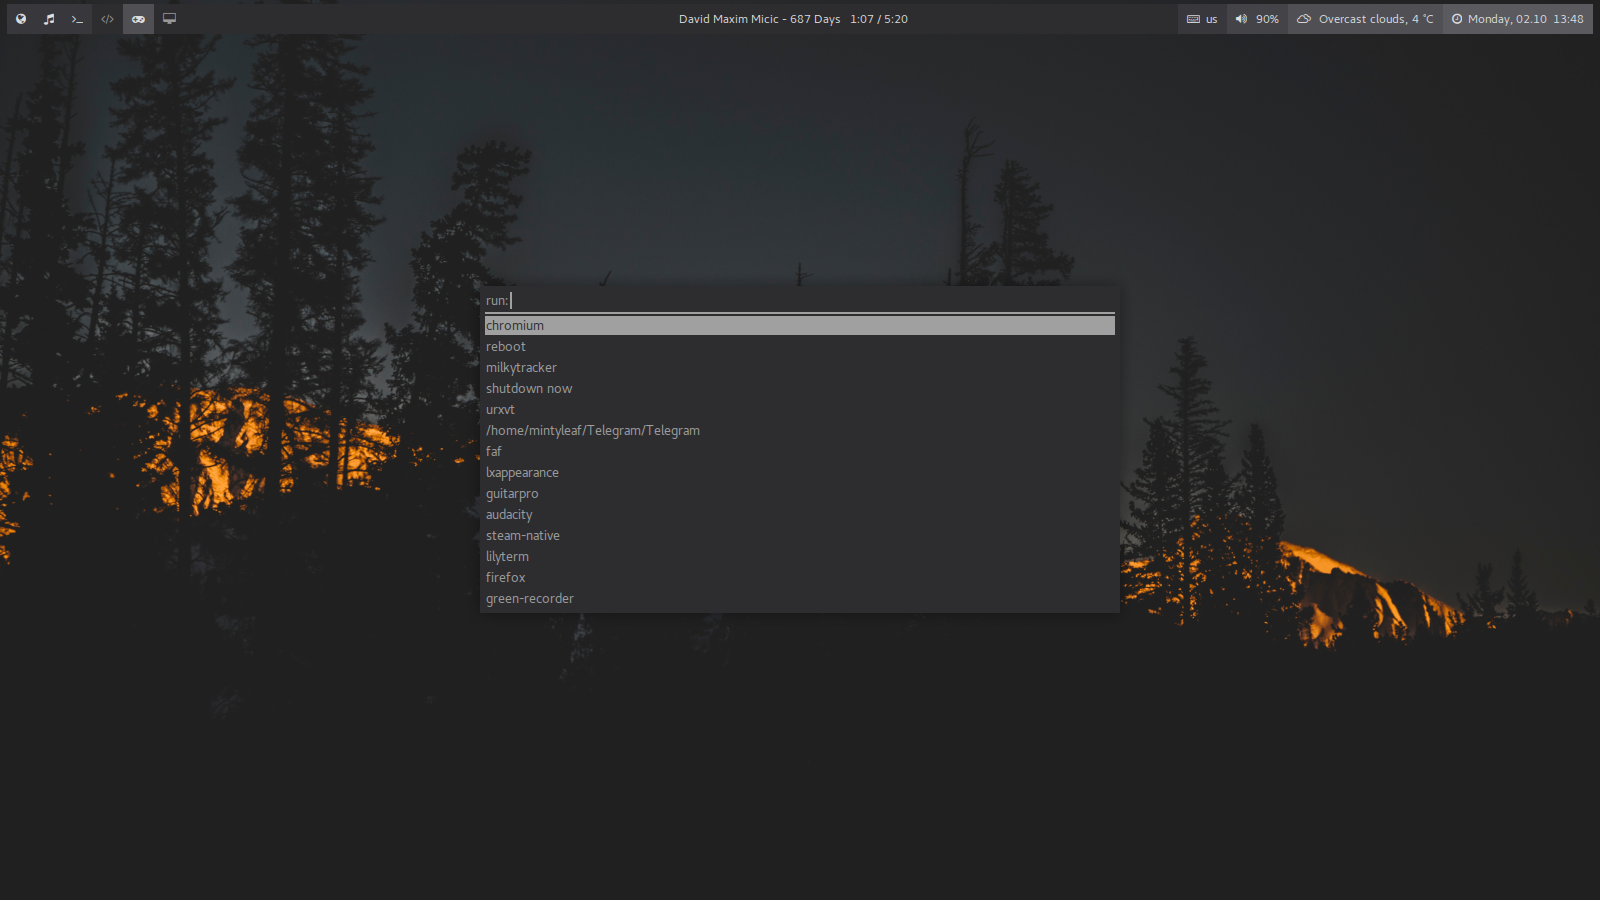 David Maxim Micic - 687 Days 1:07 / 5:20
us 90% Overcast clouds, 4 °C Monday, 02.10 13:48
run:
chromium
reboot
milkytracker
shutdown now
urxvt
/home/mintyleaf/Telegram/Telegram
faf
lxappearance
guitarpro
audacity
steam-native
lilyterm
firefox
green-recorder